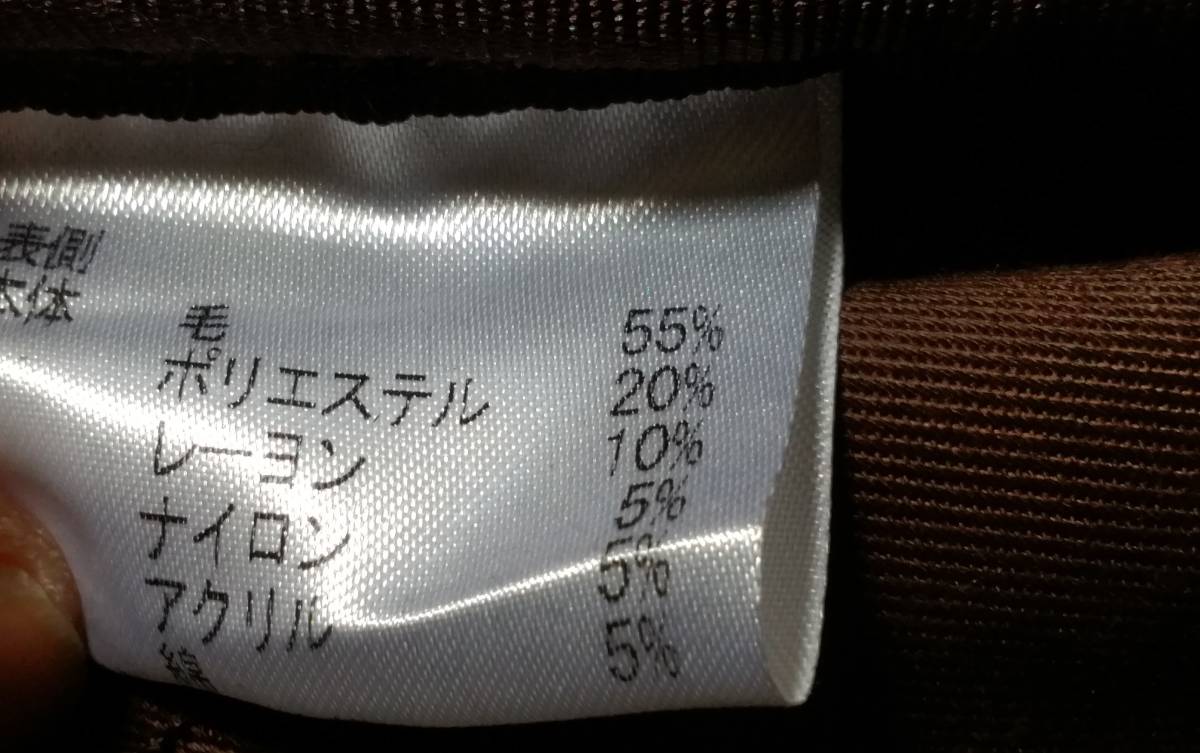 表側
本体
毛 55%
ポリエステル 20%
レーヨン 10%
ナイロン 5%
アクリル 5%
綿 5%